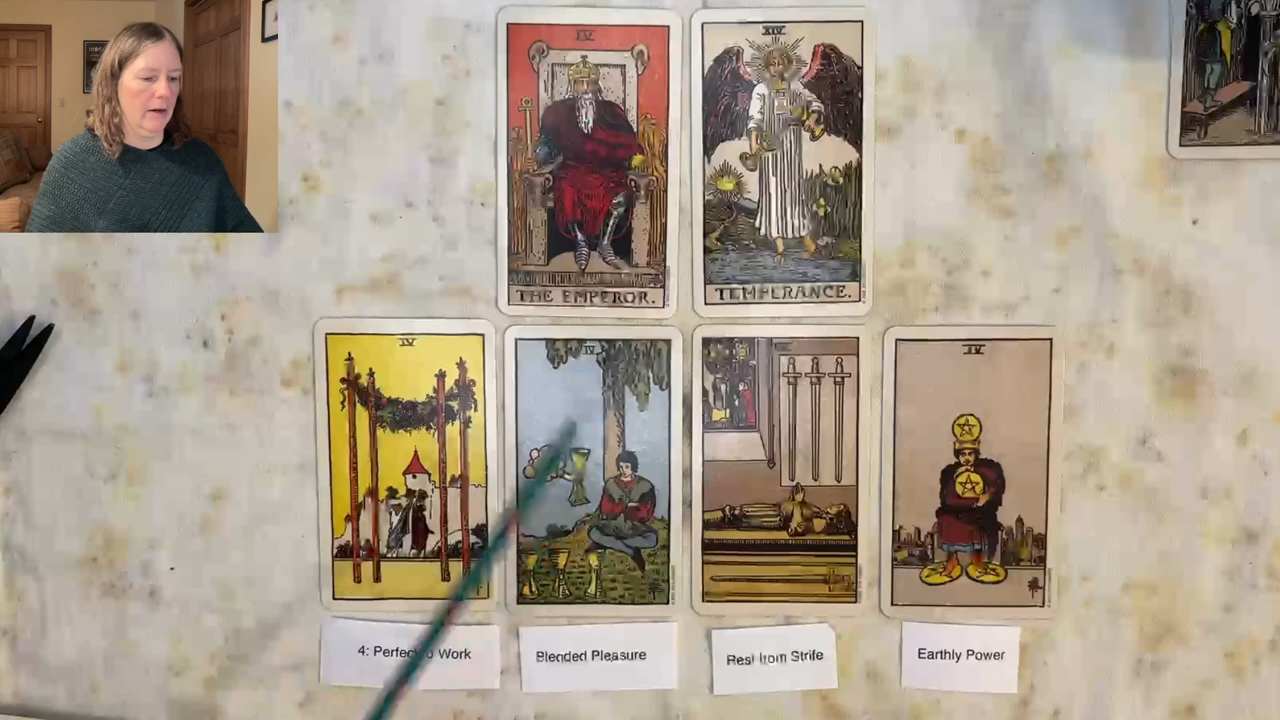 IV
XIV
THE EMPEROR.
TEMPERANCE.
IV
IV
IV
4: Perfected Work
Blended Pleasure
Rest from Strife
Earthly Power